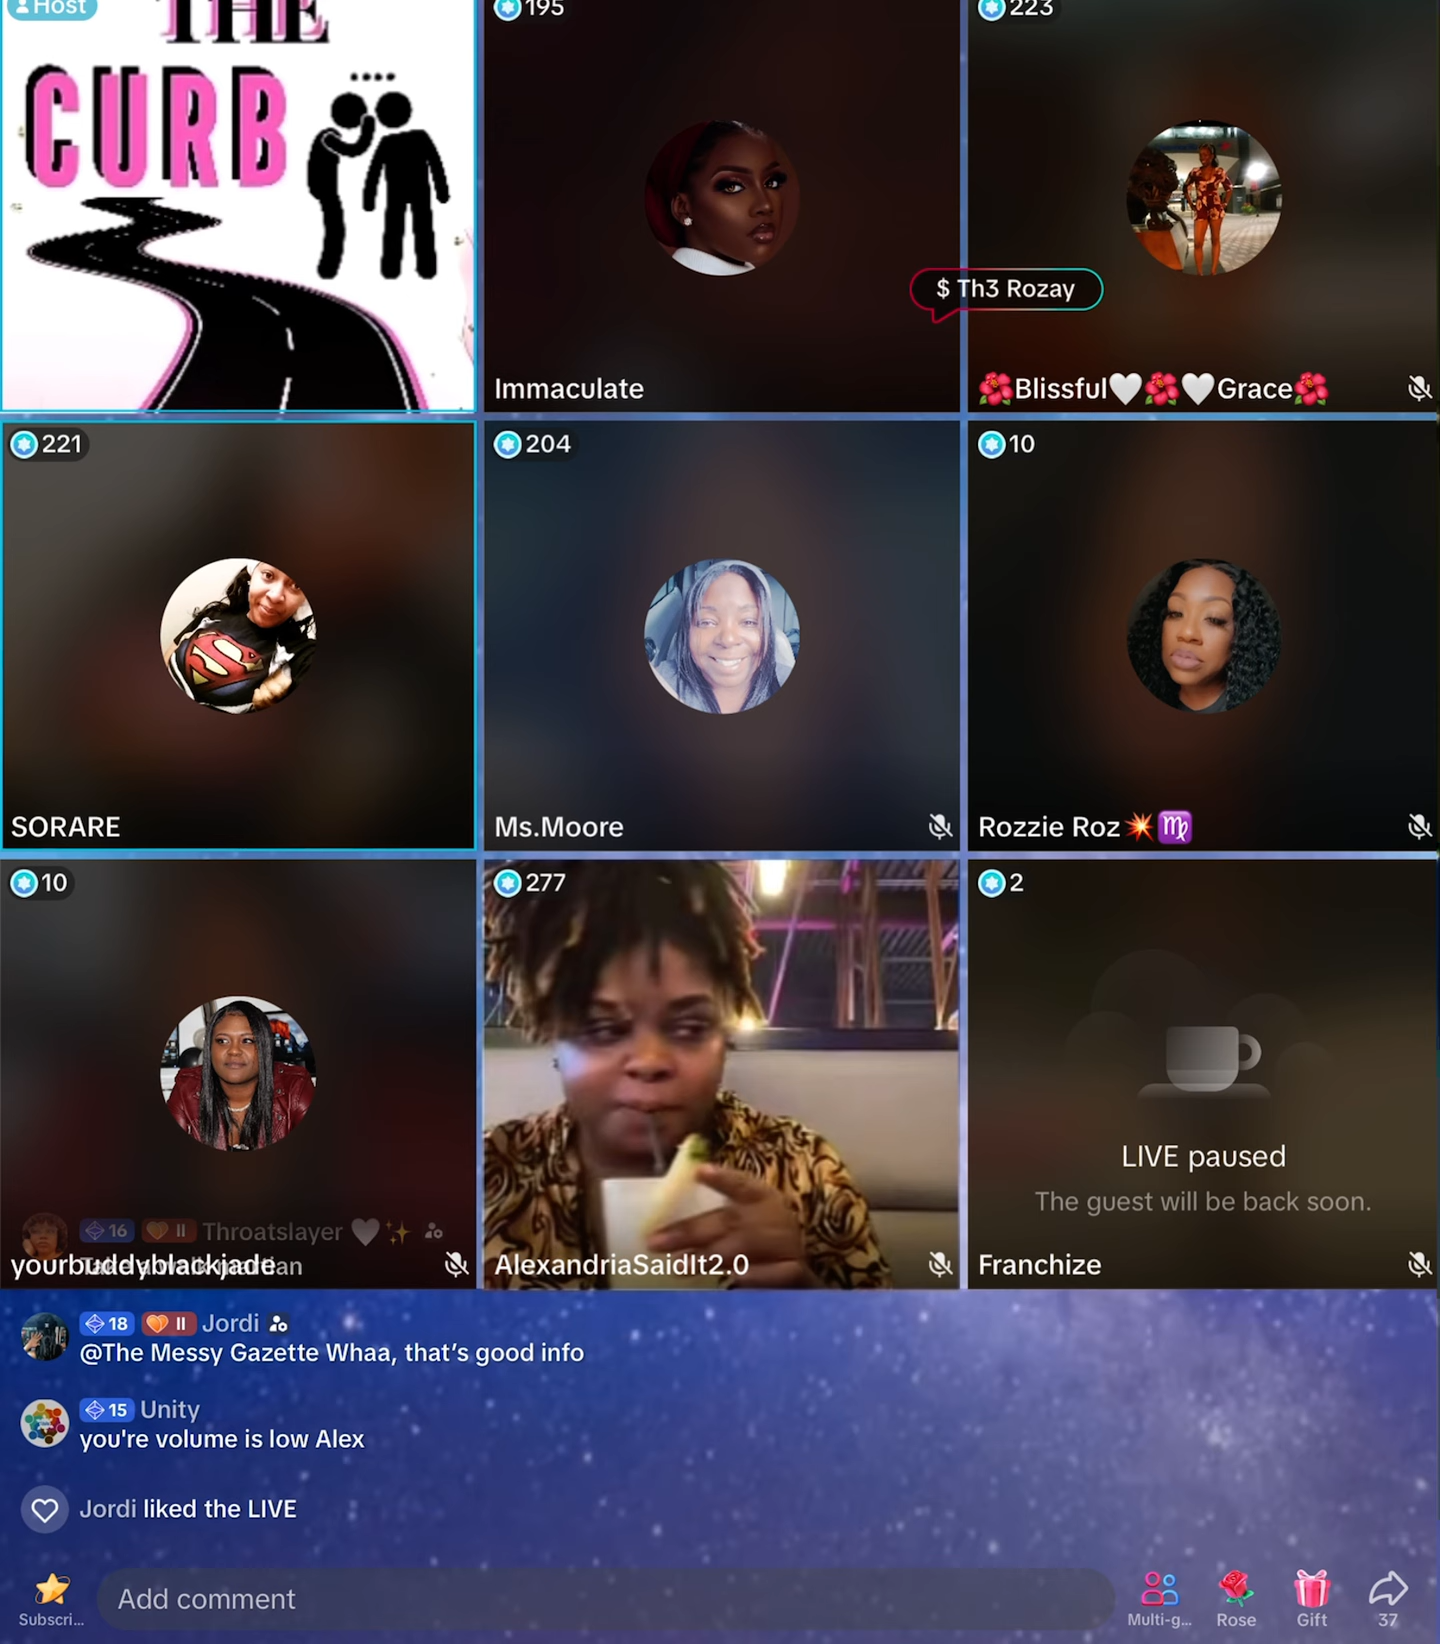 Host
THE
CURB
195
223
$ Th3 Rozay
Immaculate
🌺Blissful🤍🌺🤍Grace🌺
221
204
10
SORARE
Ms.Moore
Rozzie Roz💥♍
10
277
2
LIVE paused
The guest will be back soon.
16 II Throatslayer 🤍✨
yourbuddyblackjade
AlexandriaSaidIt2.0
Franchize
18 II Jordi
@The Messy Gazette Whaa, that's good info
15 Unity
you're volume is low Alex
Jordi liked the LIVE
Subscri...
Add comment
Multi-g...
Rose
Gift
37